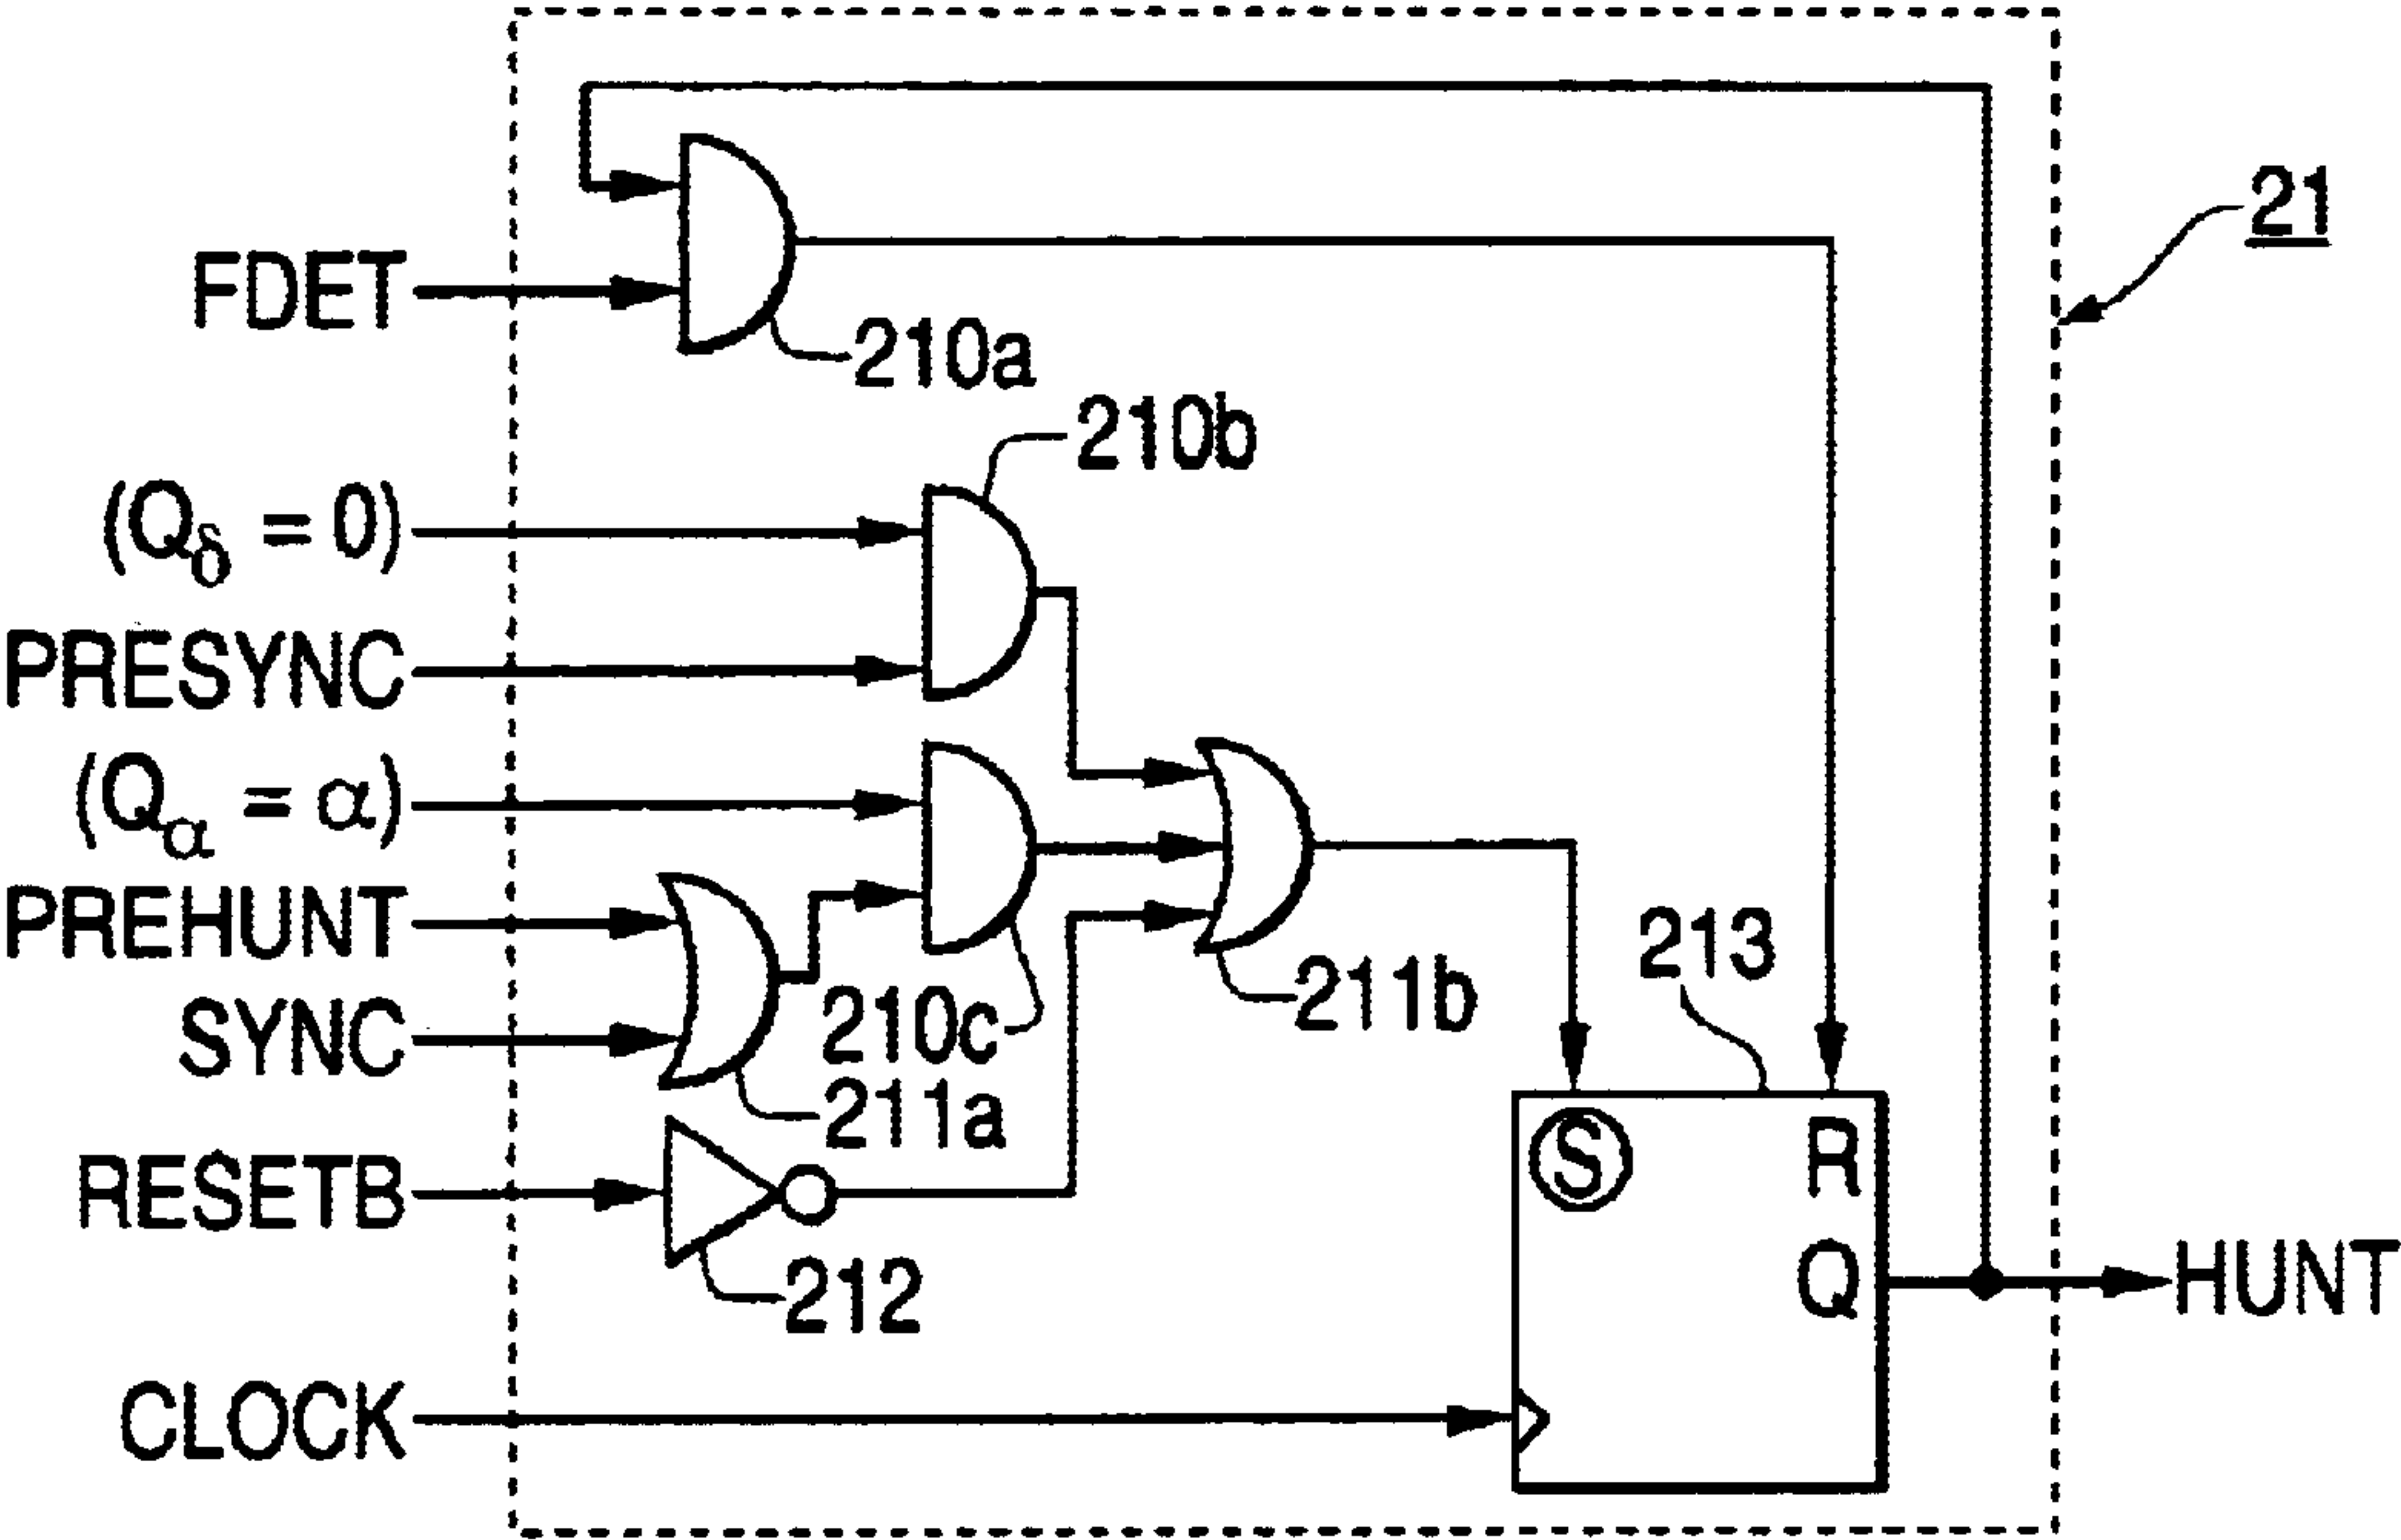 21
FDET
210a
210b
(Qδ = 0)
PRESYNC
(Qα = α)
PREHUNT
213
211b
SYNC
210c
211a
S R
RESETB
Q
HUNT
212
CLOCK